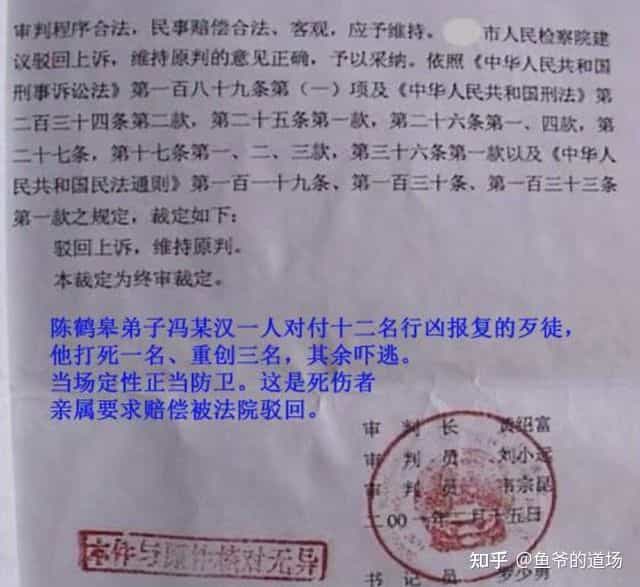 审判程序合法，民事赔偿合法、客观，应予维持。 市人民检察院建
议驳回上诉，维持原判的意见正确，予以采纳。依照《中华人民共和国
刑事诉讼法》第一百八十九条第（一）项及《中华人民共和国刑法》第
二百三十四条第二款，第二十五条第一款，第二十六条第一、四款，第
二十七条，第十七条第一、二、三款，第三十六条第一款以及《中华人
民共和国民法通则》第一百一十九条、第一百三十条、第一百三十三条
第一款之规定，裁定如下：
驳回上诉，维持原判。
本裁定为终审裁定。
陈鹤皋弟子冯某汉一人对付十二名行凶报复的歹徒，
他打死一名、重创三名，其余吓逃。
当场定性正当防卫。这是死伤者
亲属要求赔偿被法院驳回。
审 判 长 黄绍富
审 判 员 刘小远
审 判 员 韦宗昆
二00一年 月十五日
本件与原件核对无异
书 记 员
知乎 @鱼爷的道场